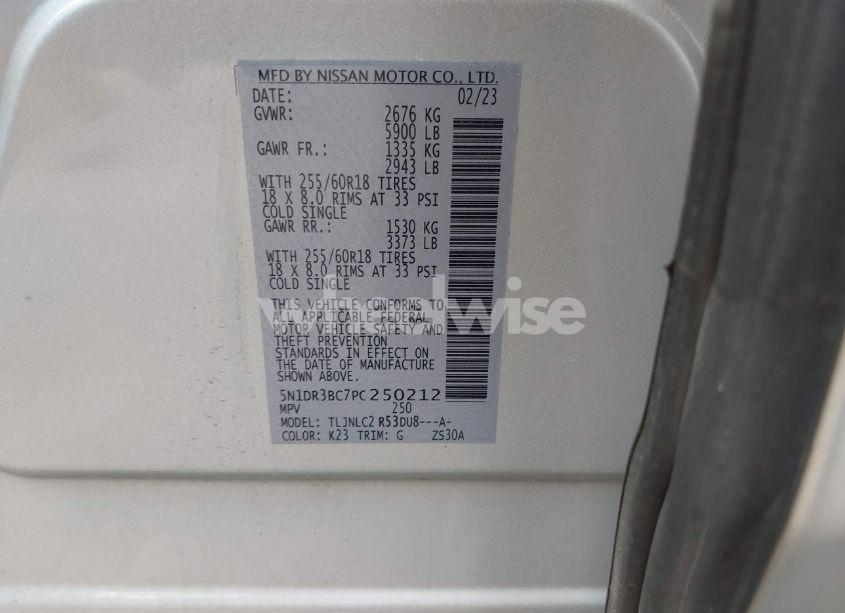 MFD BY NISSAN MOTOR CO., LTD.
DATE: 02/23
GVWR: 2676 KG
5900 LB
GAWR FR.: 1335 KG
2943 LB
WITH 255/60R18 TIRES
18 X 8.0 RIMS AT 33 PSI
COLD SINGLE
GAWR RR.: 1530 KG
3373 LB
WITH 255/60R18 TIRES
18 X 8.0 RIMS AT 33 PSI
COLD SINGLE
THIS VEHICLE CONFORMS TO
ALL APPLICABLE FEDERAL
MOTOR VEHICLE SAFETY AND
THEFT PREVENTION
STANDARDS IN EFFECT ON
THE DATE OF MANUFACTURE
SHOWN ABOVE.
5N1DR3BC7PC250212
MPV 250
MODEL: TLJNLC2 R53DU8---A-
COLOR: K23 TRIM: G ZS30A
wheelwise